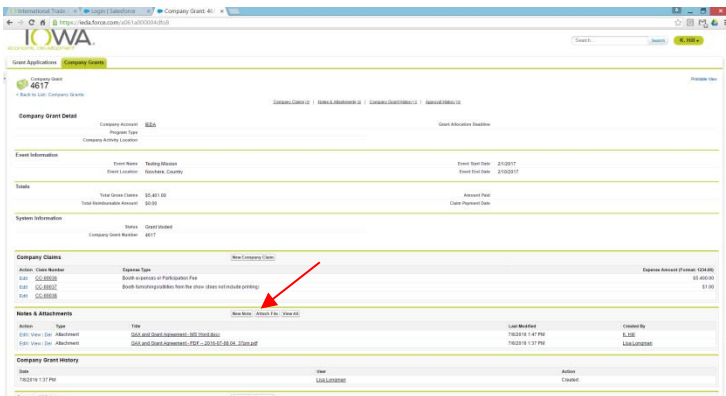 International Trade
Login | Salesforce
Company Grant: 461
https://ieda.force.com/a061a000094dfs8
IOWA
economic development
Search...
Search
K. Hill
Grant Applications
Company Grants
Company Grant
4617
Printable View
« Back to List: Company Grants
Company Claims [3] | Notes & Attachments [2] | Company Grant History [1] | Approval History [0]
Company Grant Detail
Company Account IEDA
Grant Allocation Deadline
Program Type
Company Activity Location
Event Information
Event Name Testing Mission
Event Start Date 2/1/2017
Event Location Nowhere, Country
Event End Date 2/10/2017
Totals
Total Gross Claims $5,401.00
Amount Paid
Total Reimbursable Amount $0.00
Claim Payment Date
System Information
Status Grant Invited
Company Grant Number 4617
Company Claims
New Company Claim
Action Claim Number Expense Type Expense Amount (Format: 1234.56)
Edit CC-00036 Booth expenses or Participation Fee $5,400.00
Edit CC-00037 Booth furnishings/utilities from the show (does not include printing) $1.00
Edit CC-00038
Notes & Attachments
New Note Attach File View All
Action Type Title Last Modified Created By
Edit | View | Del Attachment GAX and Grant Agreement - MS Word.docx 7/8/2016 1:47 PM K. Hill
Edit | View | Del Attachment GAX and Grant Agreement - PDF -- 2016-07-08 04_37pm.pdf 7/8/2016 1:37 PM Lisa Longman
Company Grant History
Date User Action
7/8/2016 1:37 PM Lisa Longman Created.